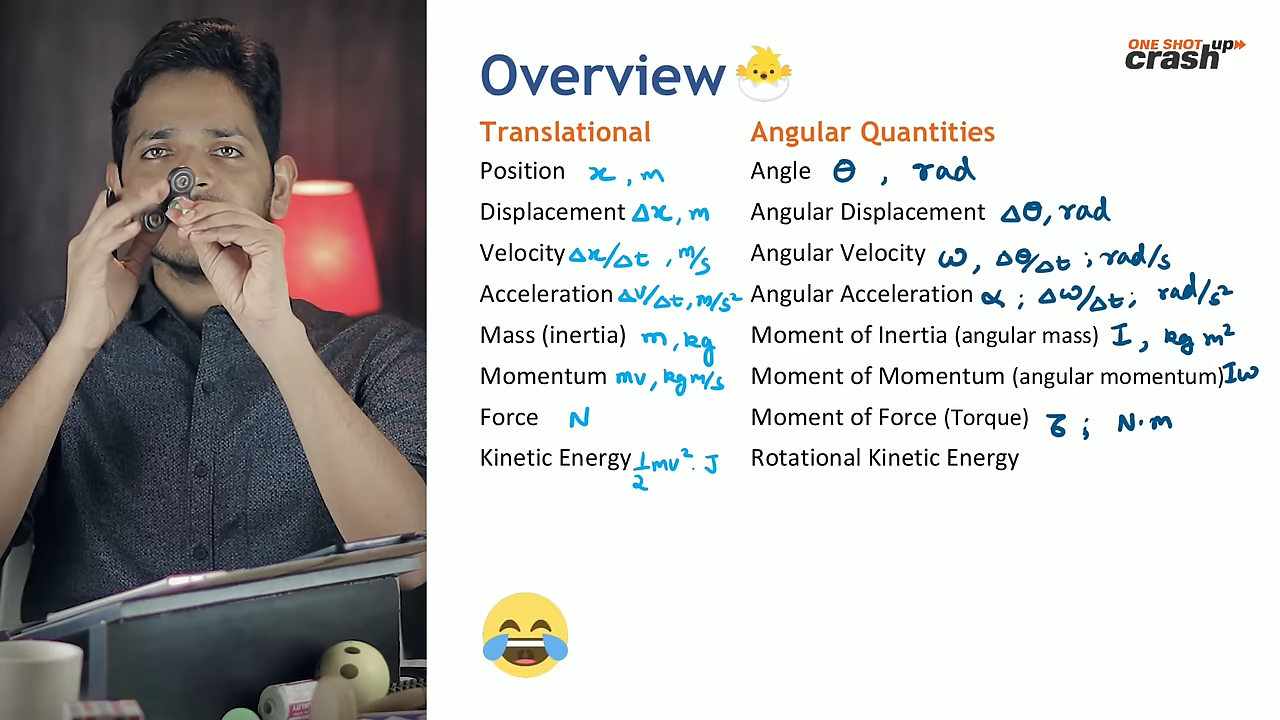 ONE SHOT
crash up
Overview
Translational
Angular Quantities
Position x, m
Angle θ, rad
Displacement Δx, m
Angular Displacement Δθ, rad
Velocity Δx/Δt, m/s
Angular Velocity ω, Δθ/Δt; rad/s
Acceleration Δv/Δt, m/s²
Angular Acceleration α; Δω/Δt; rad/s²
Mass (inertia) m, kg
Moment of Inertia (angular mass) I, kg m²
Momentum mv, kg m/s
Moment of Momentum (angular momentum) Iω
Force N
Moment of Force (Torque) τ; N·m
Kinetic Energy 1/2 mv². J
Rotational Kinetic Energy